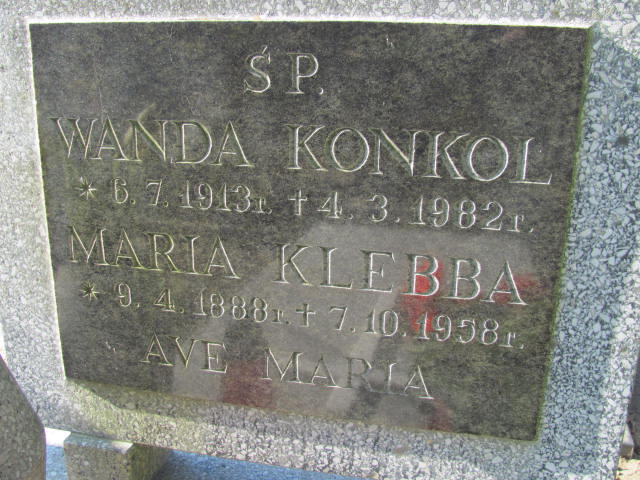 ŚP.
WANDA KONKOL
* 6. 7. 1913r. † 4. 3. 1982r.
MARIA KLEBBA
* 9. 4. 1888r. † 7. 10. 1958r.
AVE MARIA